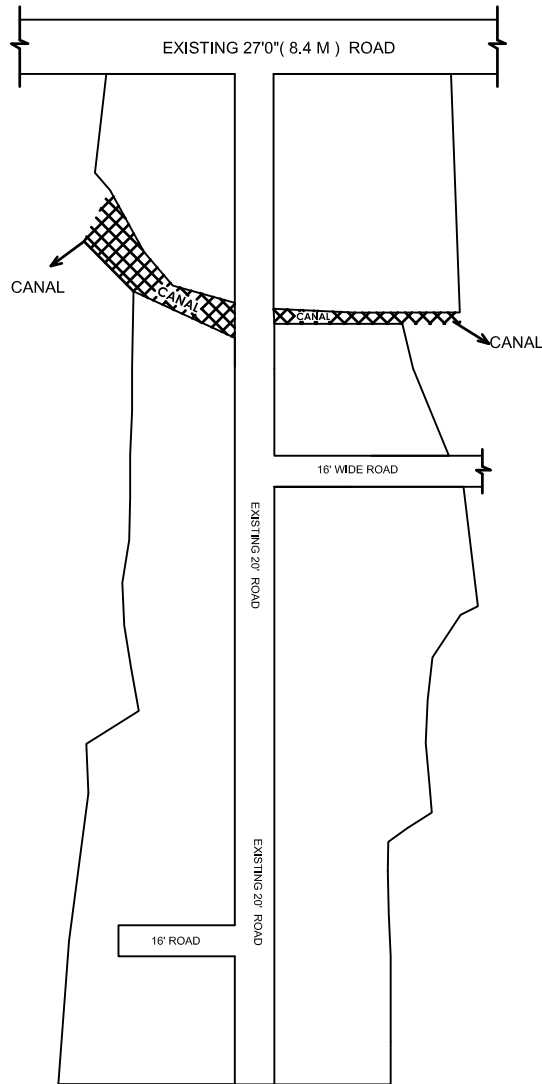 EXISTING 27'0"( 8.4 M ) ROAD
CANAL
CANAL
CANAL
CANAL
16' WIDE ROAD
EXISTING 20' ROAD
EXISTING 20' ROAD
16' ROAD